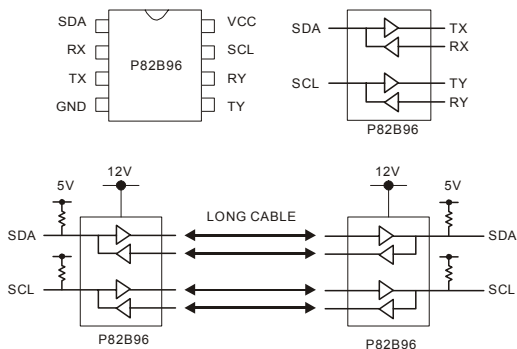 SDA
RX
TX
GND
P82B96
VCC
SCL
RY
TY
SDA
SCL
TX
RX
TY
RY
P82B96
12V
5V
SDA
SCL
P82B96
LONG CABLE
12V
5V
SDA
SCL
P82B96